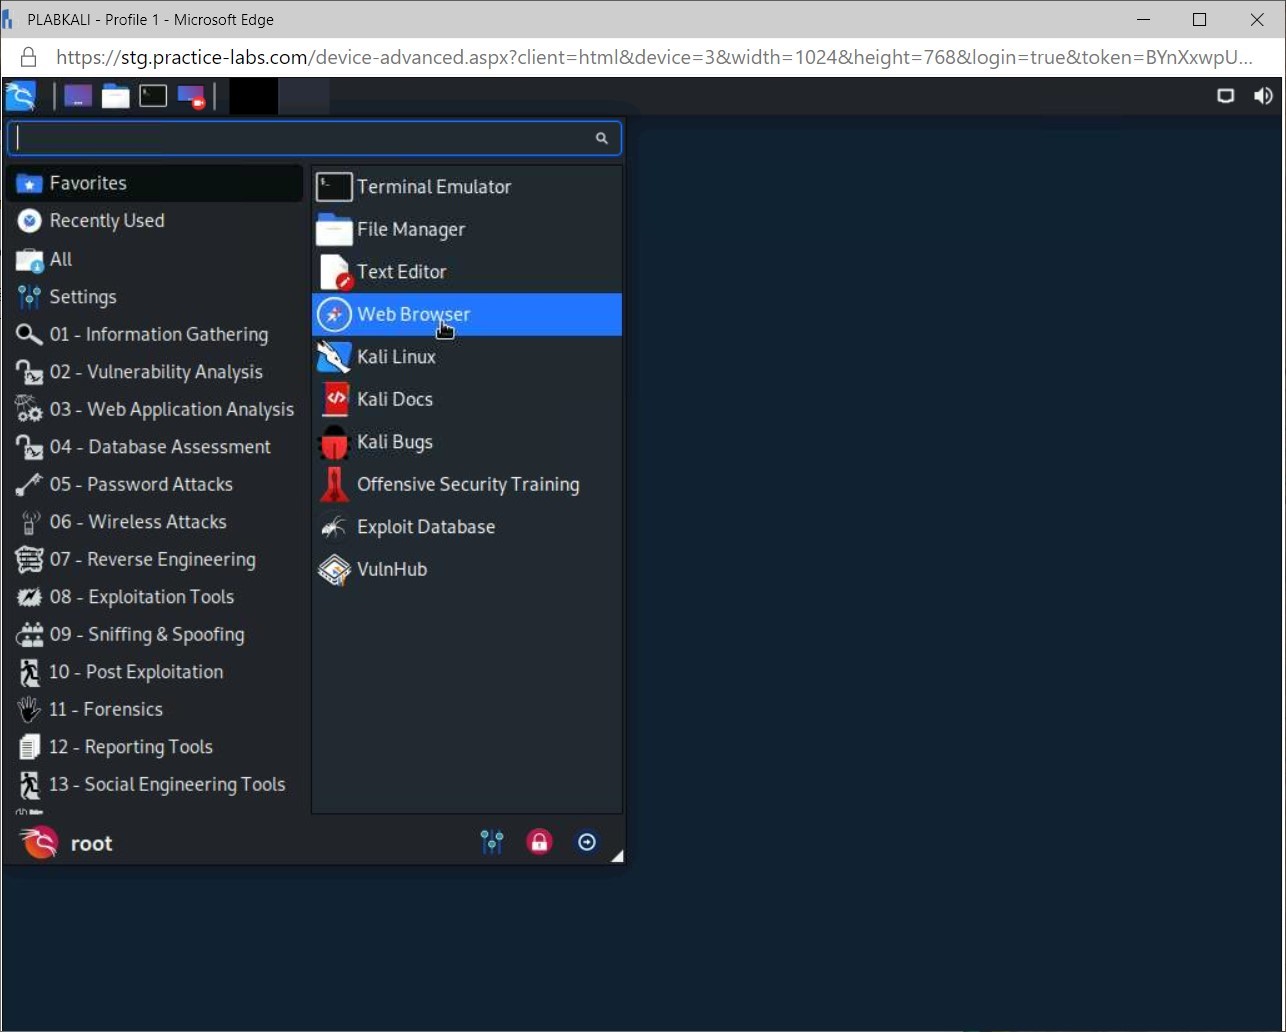 PLABKALI - Profile 1 - Microsoft Edge
https://stg.practice-labs.com/device-advanced.aspx?client=html&device=3&width=1024&height=768&login=true&token=BYnXxwpU...
Favorites
Recently Used
All
Settings
01 - Information Gathering
02 - Vulnerability Analysis
03 - Web Application Analysis
04 - Database Assessment
05 - Password Attacks
06 - Wireless Attacks
07 - Reverse Engineering
08 - Exploitation Tools
09 - Sniffing & Spoofing
10 - Post Exploitation
11 - Forensics
12 - Reporting Tools
13 - Social Engineering Tools
Terminal Emulator
File Manager
Text Editor
Web Browser
Kali Linux
Kali Docs
Kali Bugs
Offensive Security Training
Exploit Database
VulnHub
root